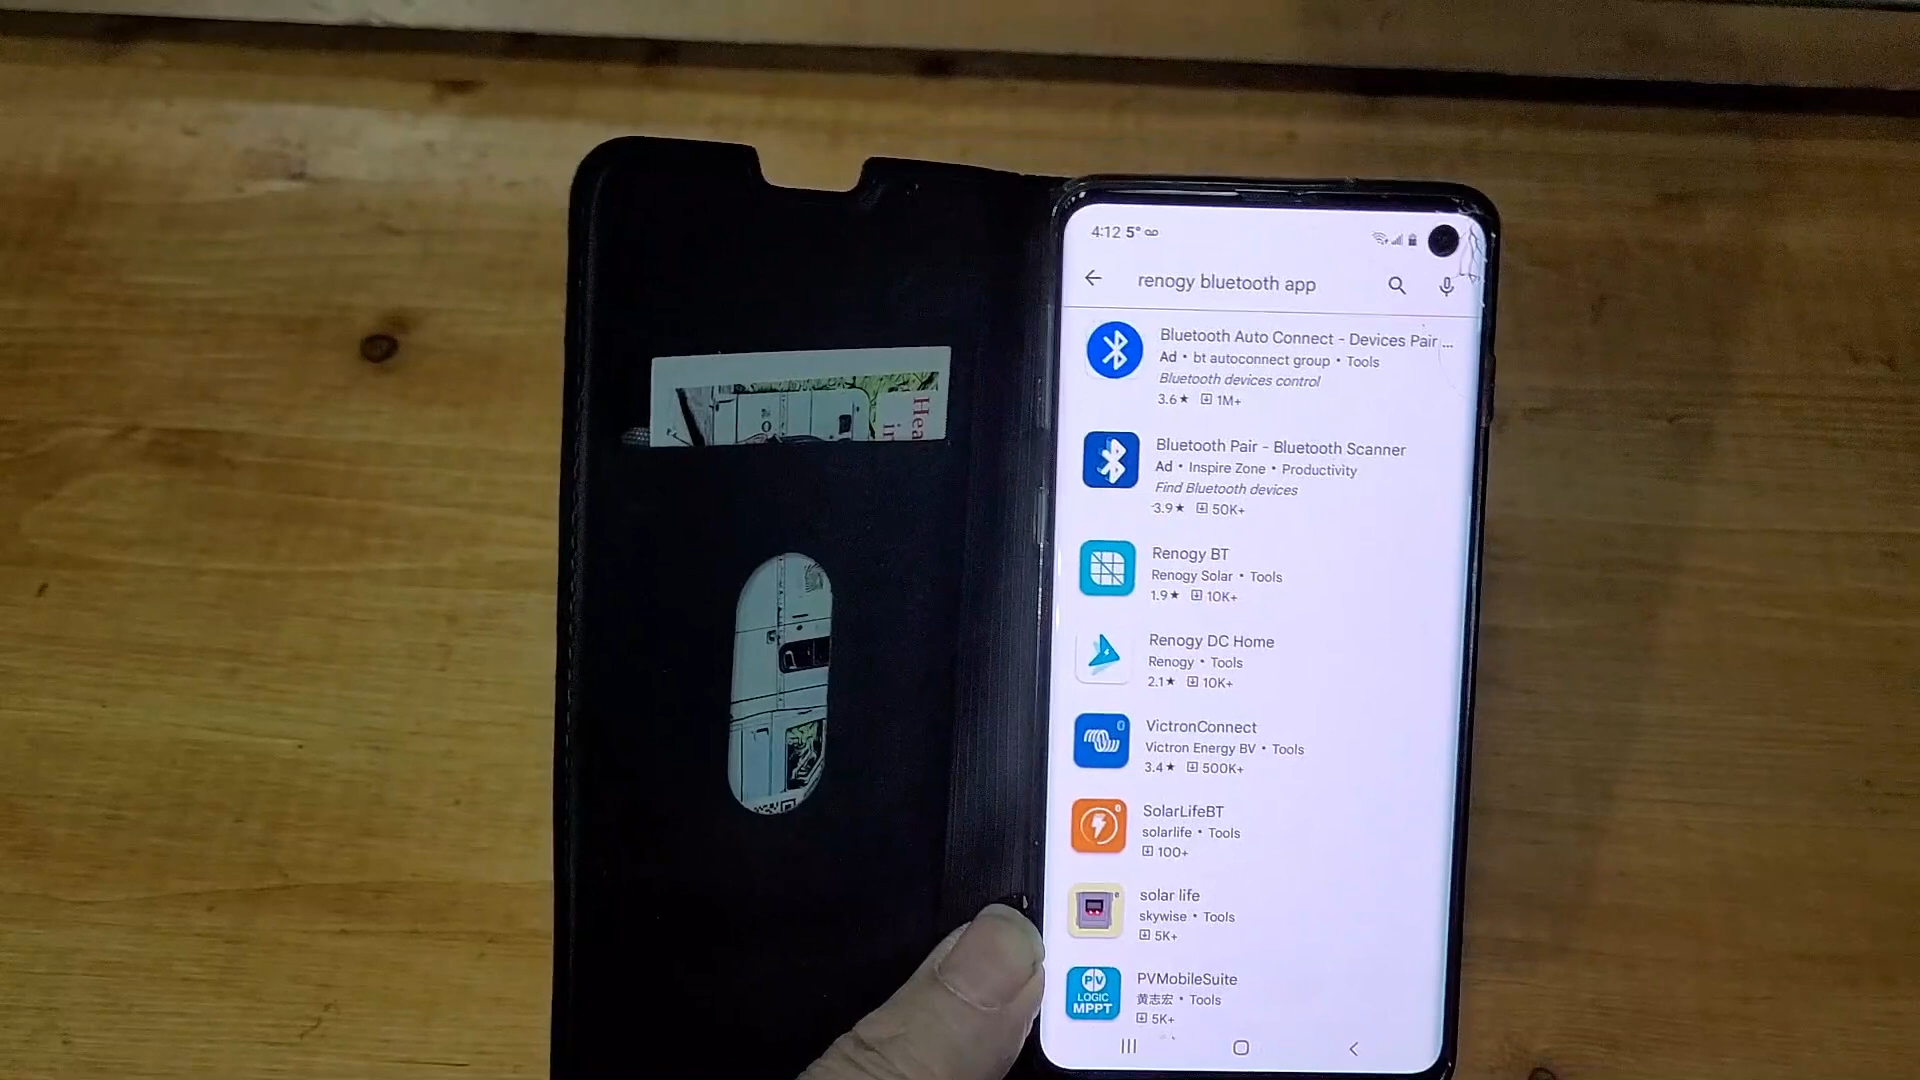 Hea
in
4:12 5°
renogy bluetooth app
Bluetooth Auto Connect - Devices Pair ...
Ad • bt autoconnect group • Tools
Bluetooth devices control
3.6★ 1M+
Bluetooth Pair - Bluetooth Scanner
Ad • Inspire Zone • Productivity
Find Bluetooth devices
3.9★ 50K+
Renogy BT
Renogy Solar • Tools
1.9★ 10K+
Renogy DC Home
Renogy • Tools
2.1★ 10K+
VictronConnect
Victron Energy BV • Tools
3.4★ 500K+
SolarLifeBT
solarlife • Tools
100+
solar life
skywise • Tools
5K+
PV
LOGIC
MPPT
PVMobileSuite
黄志宏 • Tools
5K+